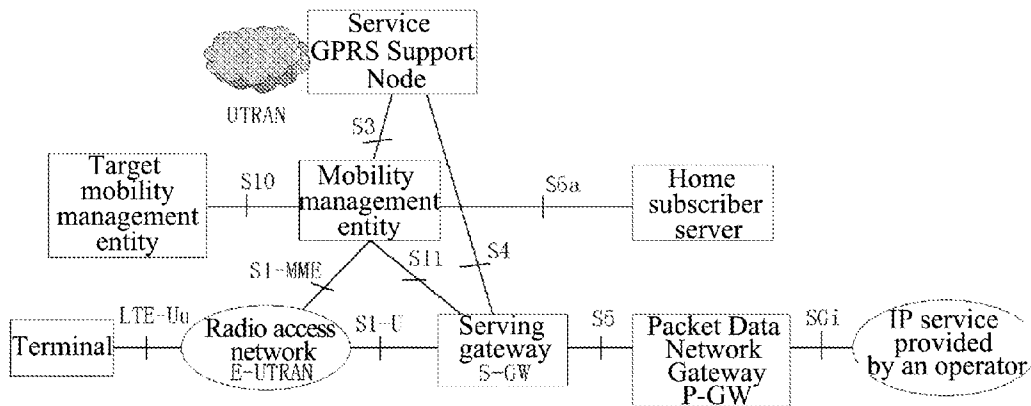 Service
GPRS Support
Node
UTRAN
S3
Target
mobility
management
entity
S10
Mobility
management
entity
S6a
Home
subscriber
server
S1-MME
S11
S4
LTE-Uu
S1-U
S5
SGi
Terminal
Radio access
network
E-UTRAN
Serving
gateway
S-GW
Packet Data
Network
Gateway
P-GW
IP service
provided
by an operator